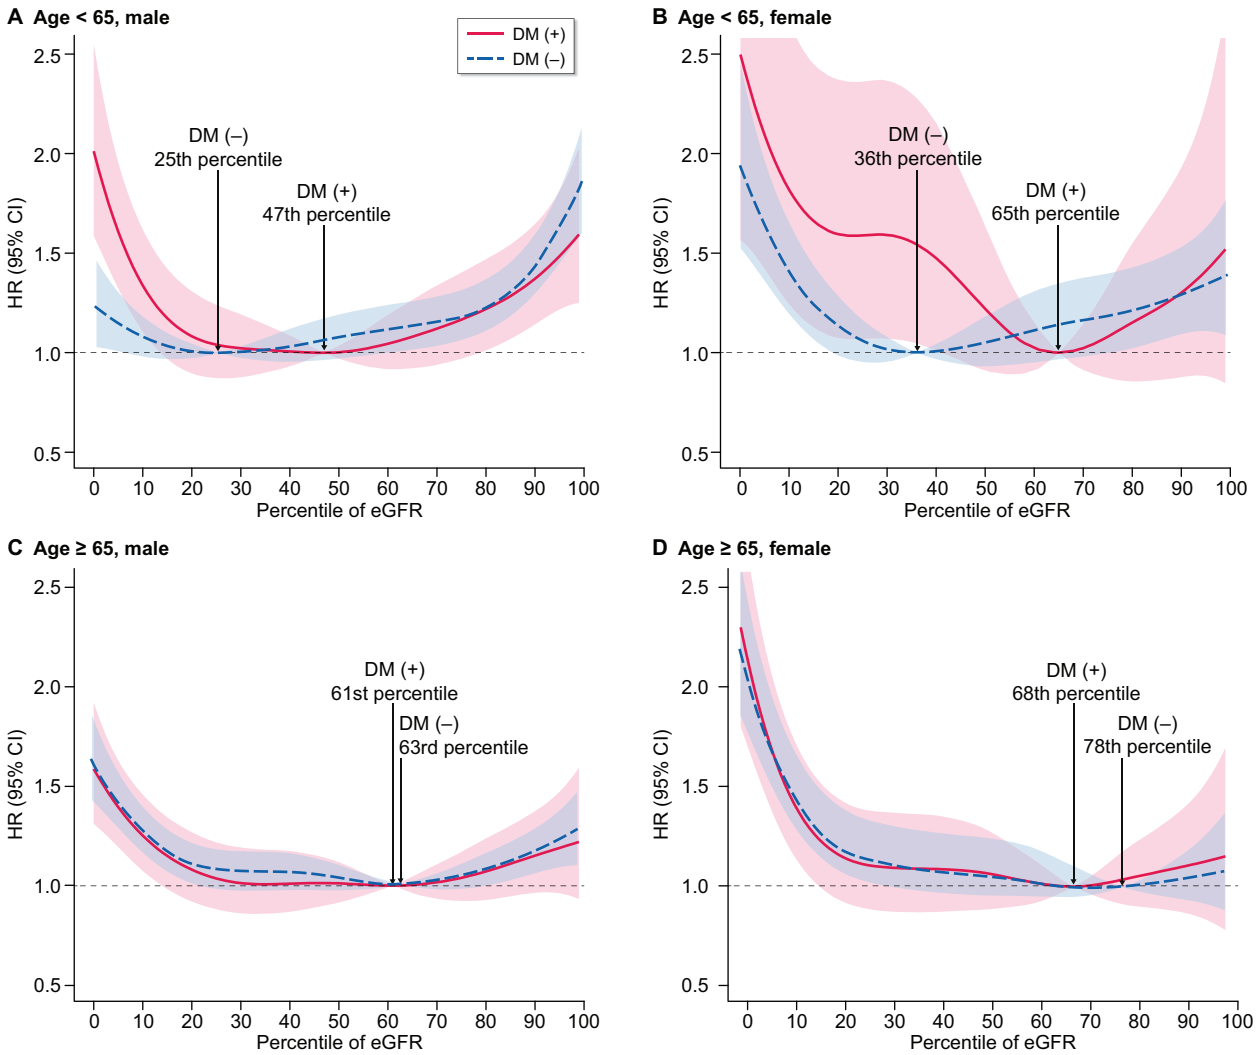 A Age < 65, male
DM (+)
DM (–)
2.5
2.0
1.5
1.0
0.5
HR (95% CI)
DM (–)
25th percentile
DM (+)
47th percentile
0 10 20 30 40 50 60 70 80 90 100
Percentile of eGFR
B Age < 65, female
2.5
2.0
1.5
1.0
0.5
HR (95% CI)
DM (–)
36th percentile
DM (+)
65th percentile
0 10 20 30 40 50 60 70 80 90 100
Percentile of eGFR
C Age ≥ 65, male
2.5
2.0
1.5
1.0
0.5
HR (95% CI)
DM (+)
61st percentile
DM (–)
63rd percentile
0 10 20 30 40 50 60 70 80 90 100
Percentile of eGFR
D Age ≥ 65, female
2.5
2.0
1.5
1.0
0.5
HR (95% CI)
DM (+)
68th percentile
DM (–)
78th percentile
0 10 20 30 40 50 60 70 80 90 100
Percentile of eGFR